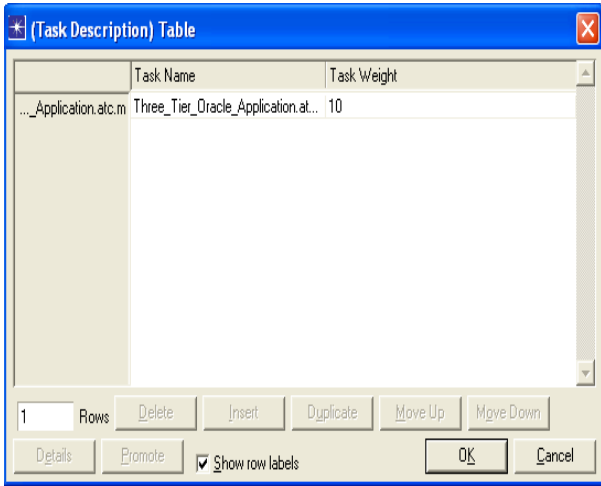 (Task Description) Table
Task Name Task Weight
..._Application.atc.m Three_Tier_Oracle_Application.at... 10
1 Rows Delete Insert Duplicate Move Up Move Down
Details Promote Show row labels OK Cancel